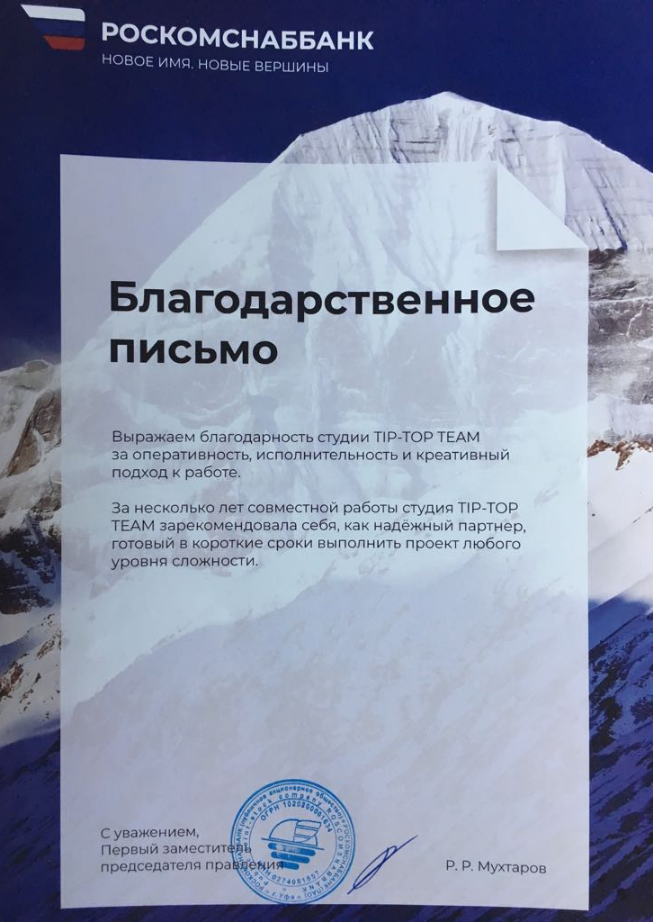 РОСКОМСНАББАНК
НОВОЕ ИМЯ. НОВЫЕ ВЕРШИНЫ
Благодарственное
письмо
Выражаем благодарность студии TIP-TOP TEAM
за оперативность, исполнительность и креативный
подход к работе.
За несколько лет совместной работы студия TIP-TOP
TEAM зарекомендовала себя, как надёжный партнер,
готовый в короткие сроки выполнить проект любого
уровня сложности.
С уважением,
Первый заместитель
председателя правления
Р. Р. Мухтаров